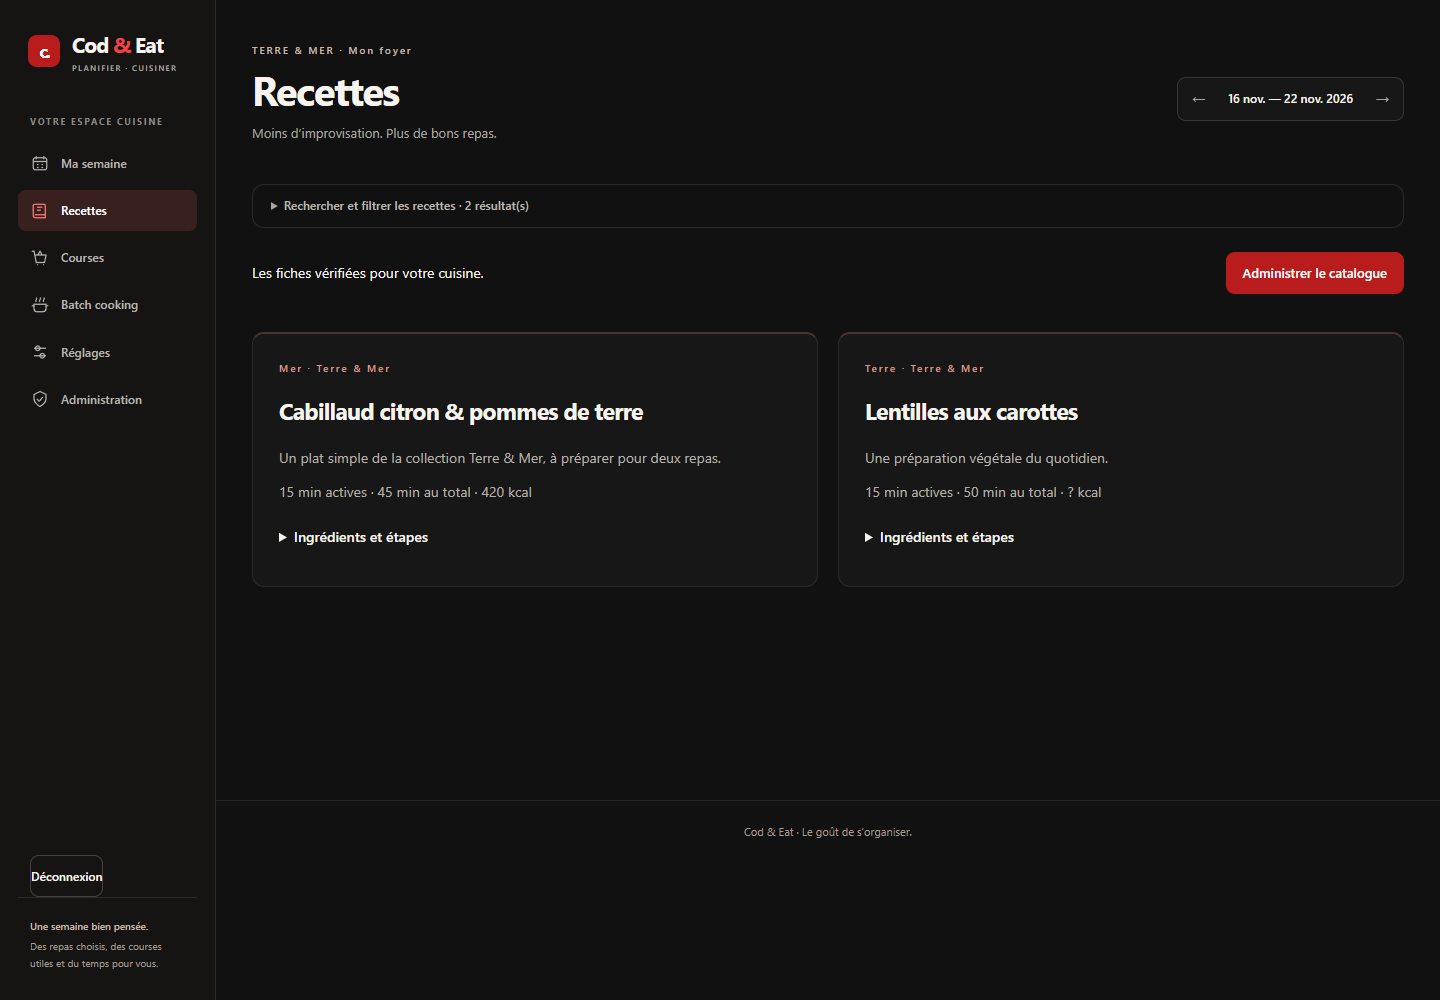 c.
Cod & Eat
PLANIFIER · CUISINER
VOTRE ESPACE CUISINE
Ma semaine
Recettes
Courses
Batch cooking
Réglages
Administration
Déconnexion
Une semaine bien pensée.
Des repas choisis, des courses
utiles et du temps pour vous.
TERRE & MER · Mon foyer
Recettes
Moins d'improvisation. Plus de bons repas.
← 16 nov. — 22 nov. 2026 →
▶ Rechercher et filtrer les recettes · 2 résultat(s)
Les fiches vérifiées pour votre cuisine.
Administrer le catalogue
Mer · Terre & Mer
Cabillaud citron & pommes de terre
Un plat simple de la collection Terre & Mer, à préparer pour deux repas.
15 min actives · 45 min au total · 420 kcal
▶ Ingrédients et étapes
Terre · Terre & Mer
Lentilles aux carottes
Une préparation végétale du quotidien.
15 min actives · 50 min au total · ? kcal
▶ Ingrédients et étapes
Cod & Eat · Le goût de s'organiser.